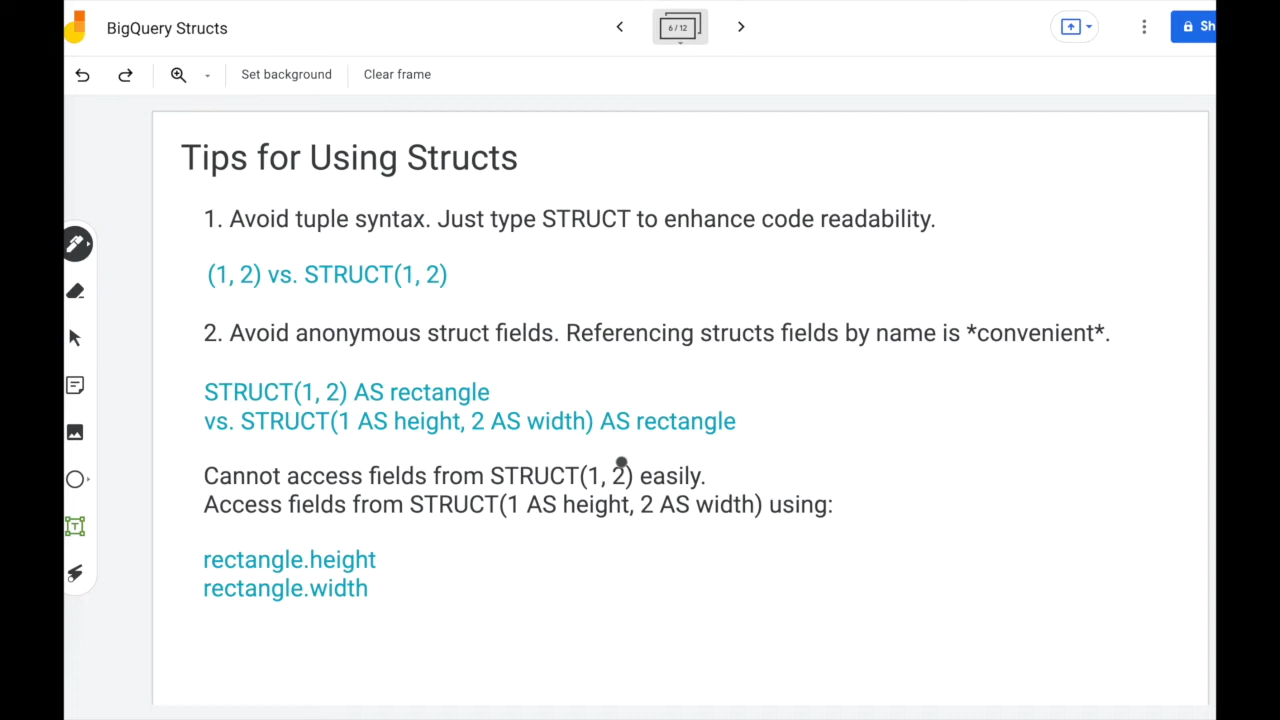 BigQuery Structs
6 / 12
Sh
Set background
Clear frame
Tips for Using Structs
1. Avoid tuple syntax. Just type STRUCT to enhance code readability.
(1, 2) vs. STRUCT(1, 2)
2. Avoid anonymous struct fields. Referencing structs fields by name is *convenient*.
STRUCT(1, 2) AS rectangle
vs. STRUCT(1 AS height, 2 AS width) AS rectangle
Cannot access fields from STRUCT(1, 2) easily.
Access fields from STRUCT(1 AS height, 2 AS width) using:
T
rectangle.height
rectangle.width